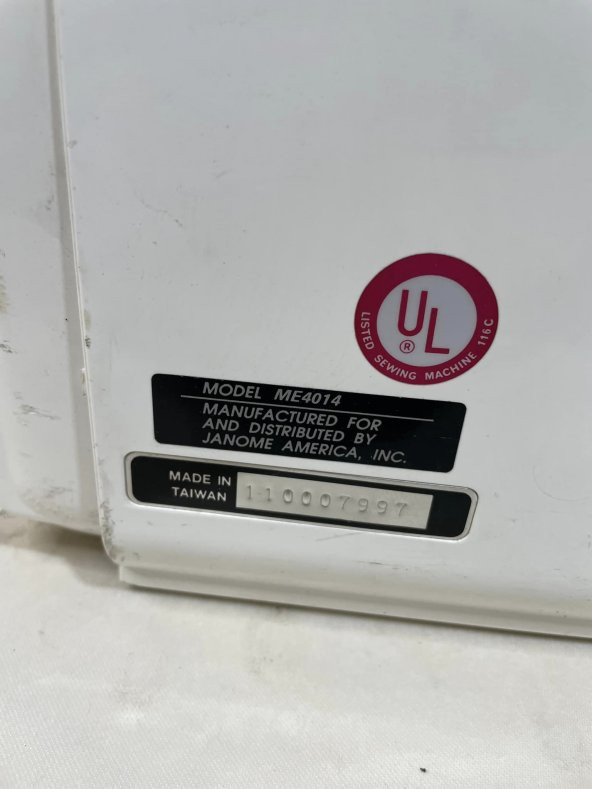 UL
®
LISTED SEWING MACHINE 116C
MODEL ME4014
MANUFACTURED FOR
AND DISTRIBUTED BY
JANOME AMERICA, INC.
MADE IN
TAIWAN
110007997